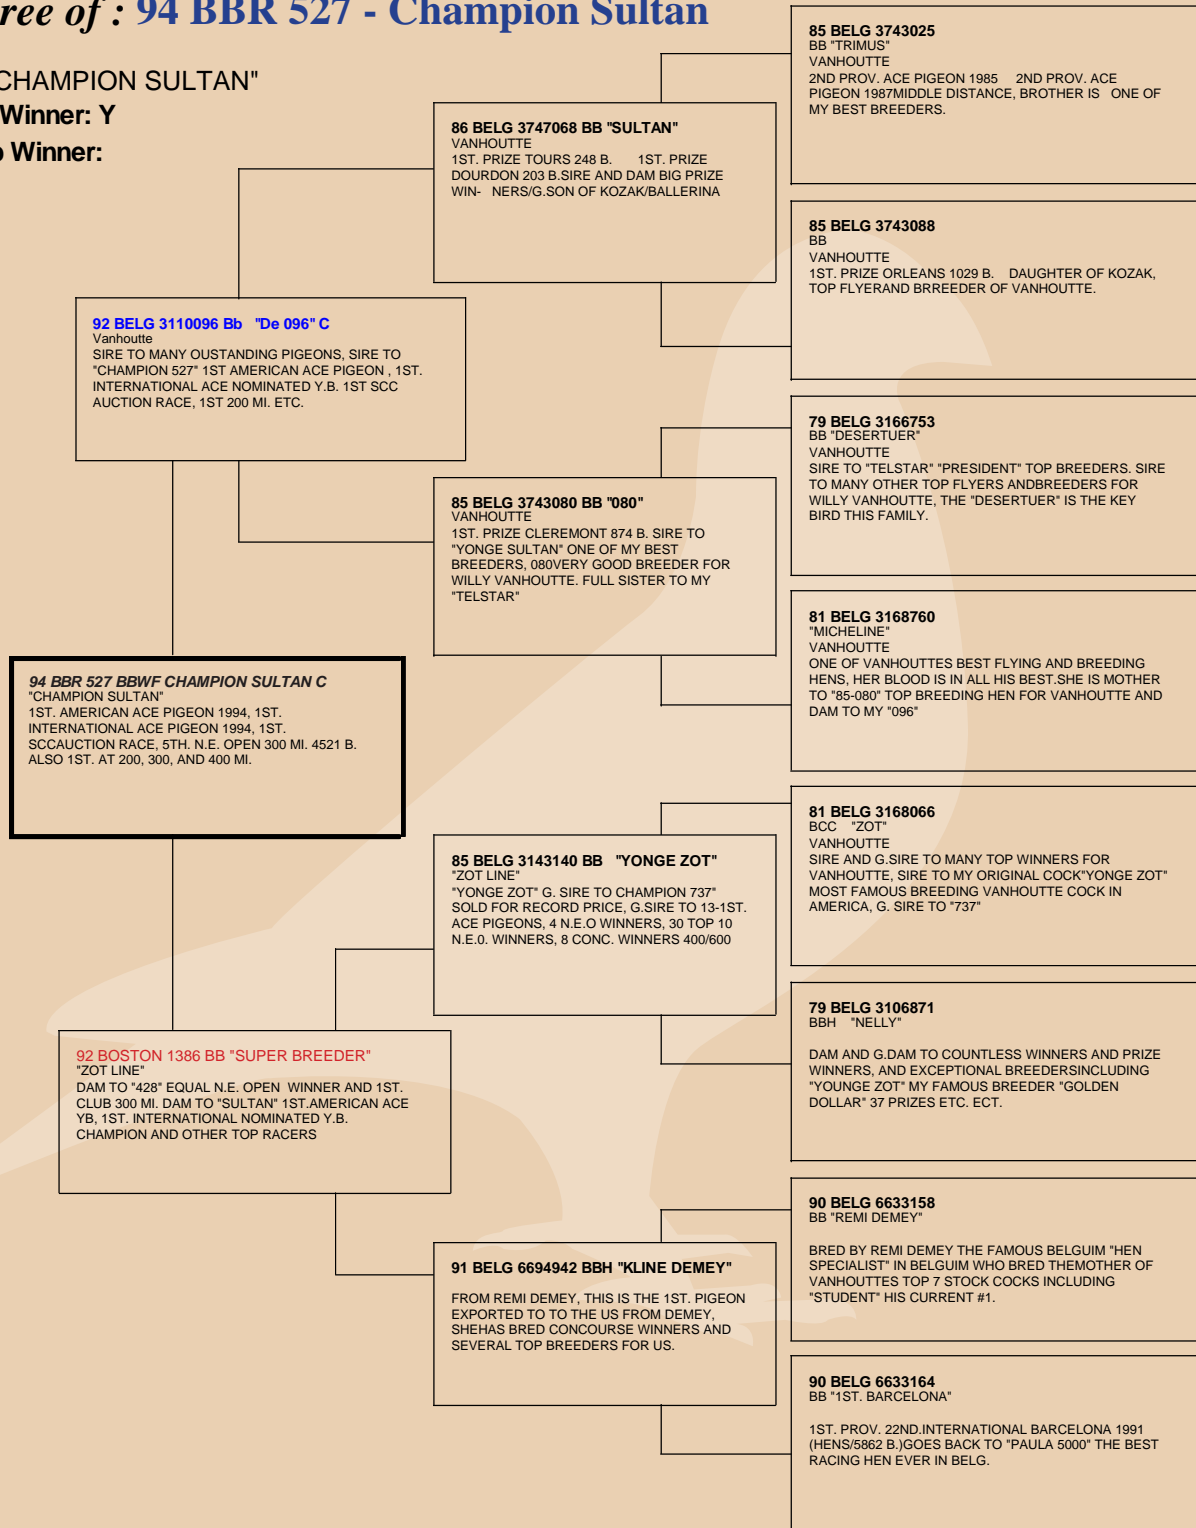 ree of : 94 BBR 527 - Champion Sultan
CHAMPION SULTAN"
Winner: Y
Winner:
85 BELG 3743025
BB "TRIMUS"
VANHOUTTE
2ND PROV. ACE PIGEON 1985 2ND PROV. ACE
PIGEON 1987MIDDLE DISTANCE, BROTHER IS ONE OF
MY BEST BREEDERS.
86 BELG 3747068 BB "SULTAN"
VANHOUTTE
1ST. PRIZE TOURS 248 B. 1ST. PRIZE
DOURDON 203 B.SIRE AND DAM BIG PRIZE
WIN- NERS/G.SON OF KOZAK/BALLERINA
85 BELG 3743088
BB
VANHOUTTE
1ST. PRIZE ORLEANS 1029 B. DAUGHTER OF KOZAK,
TOP FLYERAND BRREEDER OF VANHOUTTE.
92 BELG 3110096 Bb "De 096" C
Vanhoutte
SIRE TO MANY OUSTANDING PIGEONS, SIRE TO
"CHAMPION 527" 1ST AMERICAN ACE PIGEON , 1ST.
INTERNATIONAL ACE NOMINATED Y.B. 1ST SCC
AUCTION RACE, 1ST 200 MI. ETC.
79 BELG 3166753
BB "DESERTUER"
VANHOUTTE
SIRE TO "TELSTAR" "PRESIDENT" TOP BREEDERS. SIRE
TO MANY OTHER TOP FLYERS ANDBREEDERS FOR
WILLY VANHOUTTE, THE "DESERTUER" IS THE KEY
BIRD THIS FAMILY.
85 BELG 3743080 BB "080"
VANHOUTTE
1ST. PRIZE CLEREMONT 874 B. SIRE TO
"YONGE SULTAN" ONE OF MY BEST
BREEDERS, 080VERY GOOD BREEDER FOR
WILLY VANHOUTTE. FULL SISTER TO MY
"TELSTAR"
81 BELG 3168760
"MICHELINE"
VANHOUTTE
ONE OF VANHOUTTES BEST FLYING AND BREEDING
HENS, HER BLOOD IS IN ALL HIS BEST.SHE IS MOTHER
TO "85-080" TOP BREEDING HEN FOR VANHOUTTE AND
DAM TO MY "096"
94 BBR 527 BBWF CHAMPION SULTAN C
"CHAMPION SULTAN"
1ST. AMERICAN ACE PIGEON 1994, 1ST.
INTERNATIONAL ACE PIGEON 1994, 1ST.
SCCAUCTION RACE, 5TH. N.E. OPEN 300 MI. 4521 B.
ALSO 1ST. AT 200, 300, AND 400 MI.
81 BELG 3168066
BCC "ZOT"
VANHOUTTE
SIRE AND G.SIRE TO MANY TOP WINNERS FOR
VANHOUTTE, SIRE TO MY ORIGINAL COCK"YONGE ZOT"
MOST FAMOUS BREEDING VANHOUTTE COCK IN
AMERICA, G. SIRE TO "737"
85 BELG 3143140 BB "YONGE ZOT"
"ZOT LINE"
"YONGE ZOT" G. SIRE TO CHAMPION 737"
SOLD FOR RECORD PRICE, G.SIRE TO 13-1ST.
ACE PIGEONS, 4 N.E.O WINNERS, 30 TOP 10
N.E.0. WINNERS, 8 CONC. WINNERS 400/600
79 BELG 3106871
BBH "NELLY"
DAM AND G.DAM TO COUNTLESS WINNERS AND PRIZE
WINNERS, AND EXCEPTIONAL BREEDERSINCLUDING
"YOUNGE ZOT" MY FAMOUS BREEDER "GOLDEN
DOLLAR" 37 PRIZES ETC. ECT.
92 BOSTON 1386 BB "SUPER BREEDER"
"ZOT LINE"
DAM TO "428" EQUAL N.E. OPEN WINNER AND 1ST.
CLUB 300 MI. DAM TO "SULTAN" 1ST.AMERICAN ACE
YB, 1ST. INTERNATIONAL NOMINATED Y.B.
CHAMPION AND OTHER TOP RACERS
90 BELG 6633158
BB "REMI DEMEY"
BRED BY REMI DEMEY THE FAMOUS BELGUIM "HEN
SPECIALIST" IN BELGUIM WHO BRED THEMOTHER OF
VANHOUTTES TOP 7 STOCK COCKS INCLUDING
"STUDENT" HIS CURRENT #1.
91 BELG 6694942 BBH "KLINE DEMEY"
FROM REMI DEMEY, THIS IS THE 1ST. PIGEON
EXPORTED TO TO THE US FROM DEMEY,
SHEHAS BRED CONCOURSE WINNERS AND
SEVERAL TOP BREEDERS FOR US.
90 BELG 6633164
BB "1ST. BARCELONA"
1ST. PROV. 22ND.INTERNATIONAL BARCELONA 1991
(HENS/5862 B.)GOES BACK TO "PAULA 5000" THE BEST
RACING HEN EVER IN BELG.